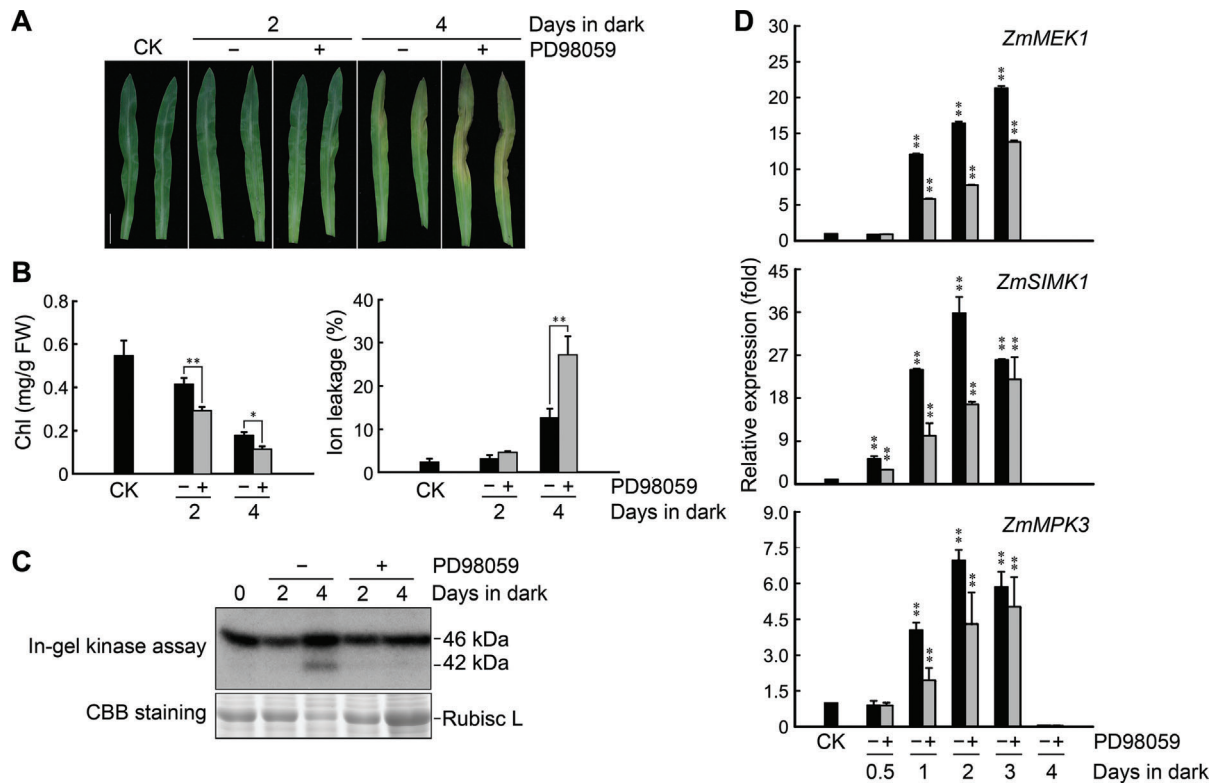 A
2 4 Days in dark
CK − + − + PD98059
B
Chl (mg/g FW)
0.8
0.6
0.4
0.2
0
** *
CK − + − +
2 4
Ion leakage (%)
40
30
20
10
0
**
CK − + − + PD98059
2 4 Days in dark
C
− + PD98059
0 2 4 2 4 Days in dark
In-gel kinase assay
46 kDa
42 kDa
CBB staining
Rubisc L
D
Relative expression (fold)
ZmMEK1
30
25
20
15
10
5
0
** ** ** ** ** **
ZmSIMK1
45
36
27
18
9
0
** ** ** ** ** ** ** **
ZmMPK3
9.0
7.5
6.0
4.5
3.0
1.5
0
** ** ** ** ** **
CK − + − + − + − + − + PD98059
0.5 1 2 3 4 Days in dark